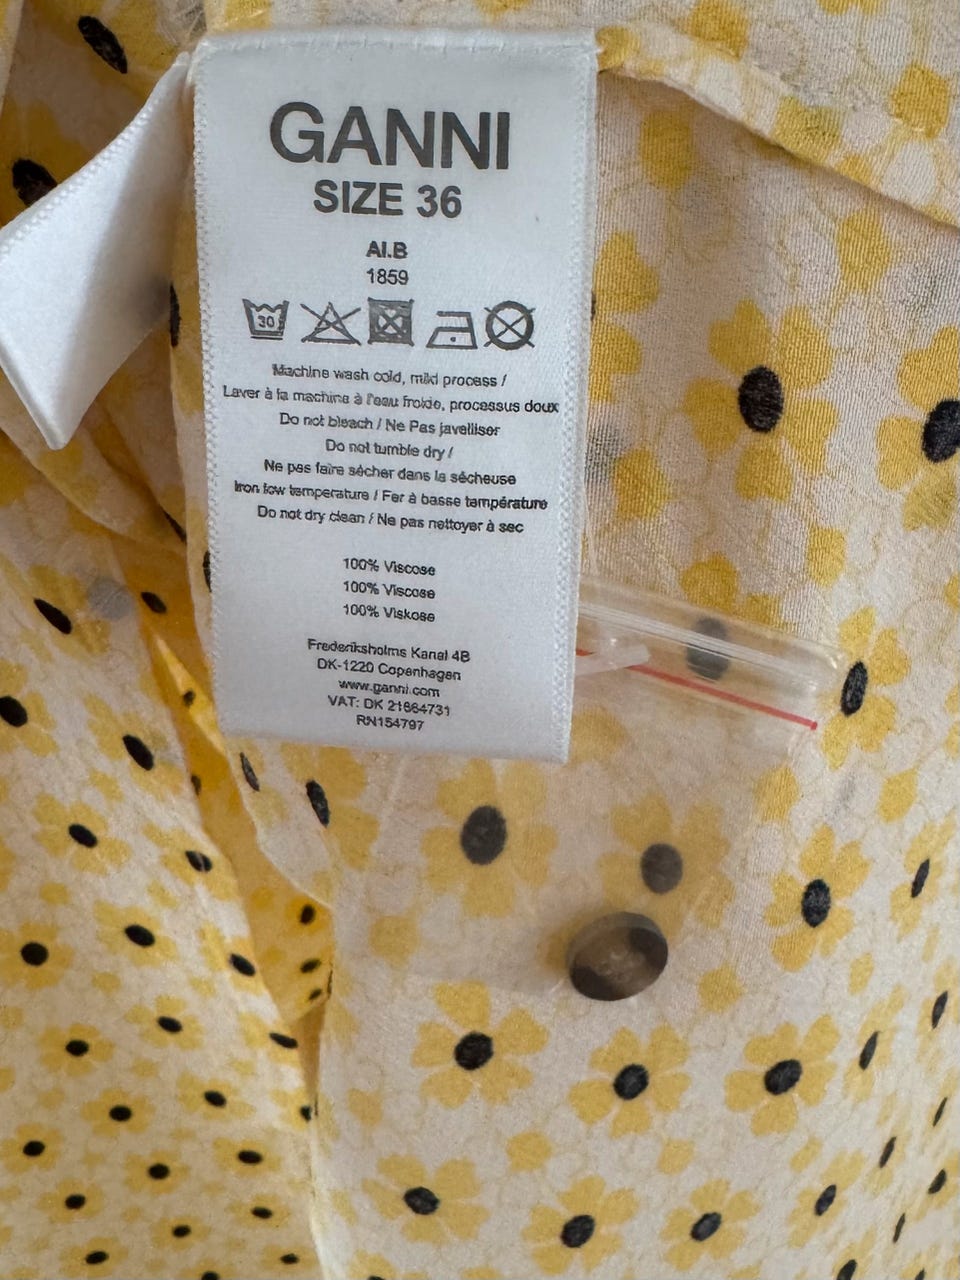 GANNI
SIZE 36
AI.B
1859
30
Machine wash cold, mild process /
Laver à la machine à l'eau froide, processus doux
Do not bleach / Ne Pas javelliser
Do not tumble dry /
Ne pas faire sécher dans la sécheuse
Iron low temperature / Fer à basse température
Do not dry clean / Ne pas nettoyer à sec
100% Viscose
100% Viscose
100% Viskose
Frederiksholms Kanal 4B
DK-1220 Copenhagen
www.ganni.com
VAT: DK 21664731
RN154797